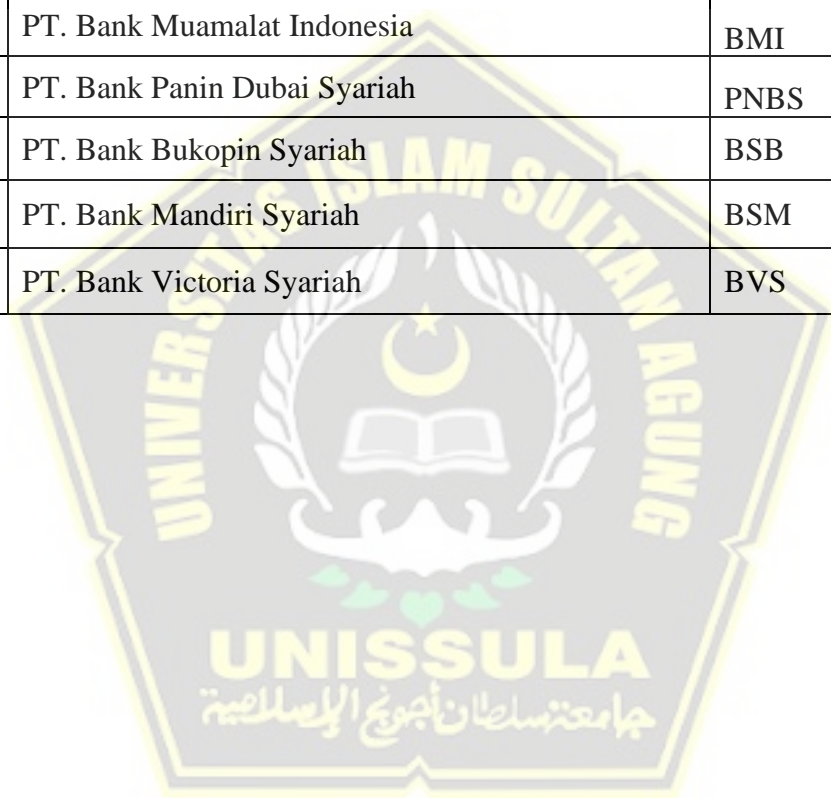 PT. Bank Muamalat Indonesia BMI
PT. Bank Panin Dubai Syariah PNBS
PT. Bank Bukopin Syariah BSB
PT. Bank Mandiri Syariah BSM
PT. Bank Victoria Syariah BVS
UNIVERSITAS ISLAM SULTAN AGUNG
UNISSULA
جامعة سلطان أجونج الإسلامية